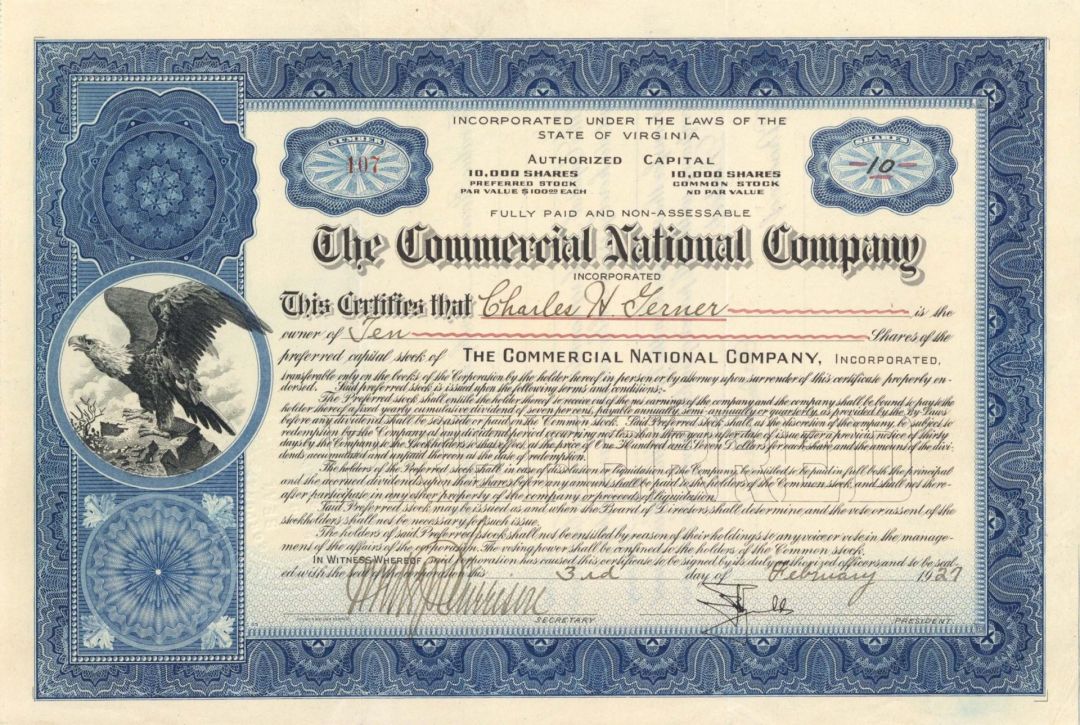 INCORPORATED UNDER THE LAWS OF THE
STATE OF VIRGINIA
NUMBER
107
SHARES
10
AUTHORIZED CAPITAL
10,000 SHARES
PREFERRED STOCK
PAR VALUE $100.00 EACH
10,000 SHARES
COMMON STOCK
NO PAR VALUE
FULLY PAID AND NON-ASSESSABLE
The Commercial National Company
INCORPORATED
This Certifies that Charles H Gerner is the
owner of Ten Shares of the
preferred capital stock of THE COMMERCIAL NATIONAL COMPANY, INCORPORATED,
transferable only on the books of the Corporation by the holder hereof in person or by attorney upon surrender of this certificate properly en-
dorsed. Said preferred stock is issued upon the following terms and conditions:-
The Preferred stock shall entitle the holder thereof to receive out of the net earnings of the company and the company shall be bound to pay to the
holder thereof a fixed yearly cumulative dividend of seven per cent, payable annually, semi-annually or quarterly, as provided by the By-Laws
before any dividend shall be set aside or paid on the Common stock. Said Preferred stock shall, at the discretion of the company, be subject to
redemption by the Company at any dividend period occurring not less than three years after date of issue after a previous notice of thirty
days by the Company to the Stockholders so that effect, at the price of One Hundred and Seven Dollars for each share and the amount of the divi-
dends accumulated and unpaid thereon at the date of redemption.
The holders of the Preferred stock shall, in case of dissolution or liquidation of the Company, be entitled to be paid in full both the principal
and the accrued dividends upon their shares before any amount shall be paid to the holders of the Common stock, and shall not there-
after participate in any other property of the company or proceeds of liquidation.
Said Preferred stock may be issued as and when the Board of Directors shall determine and the vote or assent of the
stockholders shall not be necessary for such issue.
The holders of said Preferred stock shall not be entitled by reason of their holdings to any voice or vote in the manage-
ment of the affairs of the corporation. The voting power shall be confined to the holders of the Common stock.
IN WITNESS WHEREOF said corporation has caused this certificate to be signed by its duly authorized officers and to be seal-
ed with the seal of the corporation this 3rd day of February 1927
SECRETARY
PRESIDENT